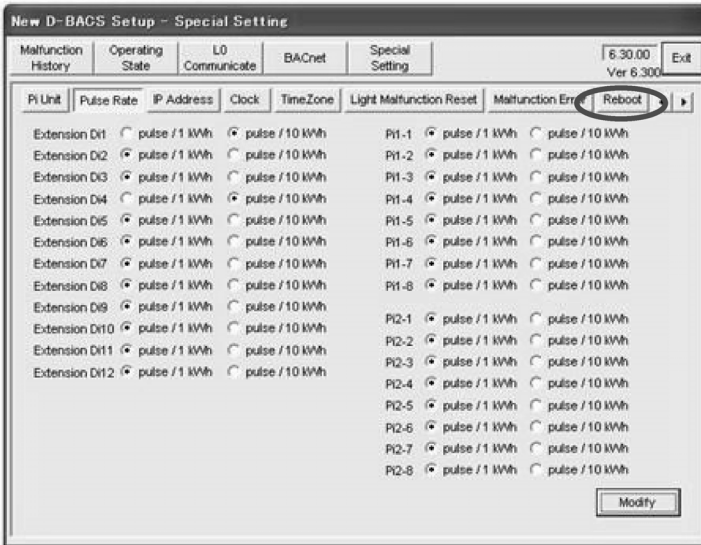 New D-BACS Setup - Special Setting
Malfunction History
Operating State
L0 Communicate
BACnet
Special Setting
6.30.00
Ver 6.300
Exit
Pi Unit
Pulse Rate
IP Address
Clock
TimeZone
Light Malfunction Reset
Malfunction Error
Reboot
Extension Di1 pulse / 1 kWh pulse / 10 kWh
Extension Di2 pulse / 1 kWh pulse / 10 kWh
Extension Di3 pulse / 1 kWh pulse / 10 kWh
Extension Di4 pulse / 1 kWh pulse / 10 kWh
Extension Di5 pulse / 1 kWh pulse / 10 kWh
Extension Di6 pulse / 1 kWh pulse / 10 kWh
Extension Di7 pulse / 1 kWh pulse / 10 kWh
Extension Di8 pulse / 1 kWh pulse / 10 kWh
Extension Di9 pulse / 1 kWh pulse / 10 kWh
Extension Di10 pulse / 1 kWh pulse / 10 kWh
Extension Di11 pulse / 1 kWh pulse / 10 kWh
Extension Di12 pulse / 1 kWh pulse / 10 kWh
Pi1-1 pulse / 1 kWh pulse / 10 kWh
Pi1-2 pulse / 1 kWh pulse / 10 kWh
Pi1-3 pulse / 1 kWh pulse / 10 kWh
Pi1-4 pulse / 1 kWh pulse / 10 kWh
Pi1-5 pulse / 1 kWh pulse / 10 kWh
Pi1-6 pulse / 1 kWh pulse / 10 kWh
Pi1-7 pulse / 1 kWh pulse / 10 kWh
Pi1-8 pulse / 1 kWh pulse / 10 kWh
Pi2-1 pulse / 1 kWh pulse / 10 kWh
Pi2-2 pulse / 1 kWh pulse / 10 kWh
Pi2-3 pulse / 1 kWh pulse / 10 kWh
Pi2-4 pulse / 1 kWh pulse / 10 kWh
Pi2-5 pulse / 1 kWh pulse / 10 kWh
Pi2-6 pulse / 1 kWh pulse / 10 kWh
Pi2-7 pulse / 1 kWh pulse / 10 kWh
Pi2-8 pulse / 1 kWh pulse / 10 kWh
Modify